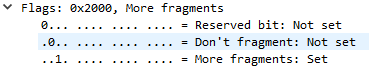 Flags: 0x2000, More fragments
0... .... .... .... = Reserved bit: Not set
.0.. .... .... .... = Don't fragment: Not set
..1. .... .... .... = More fragments: Set